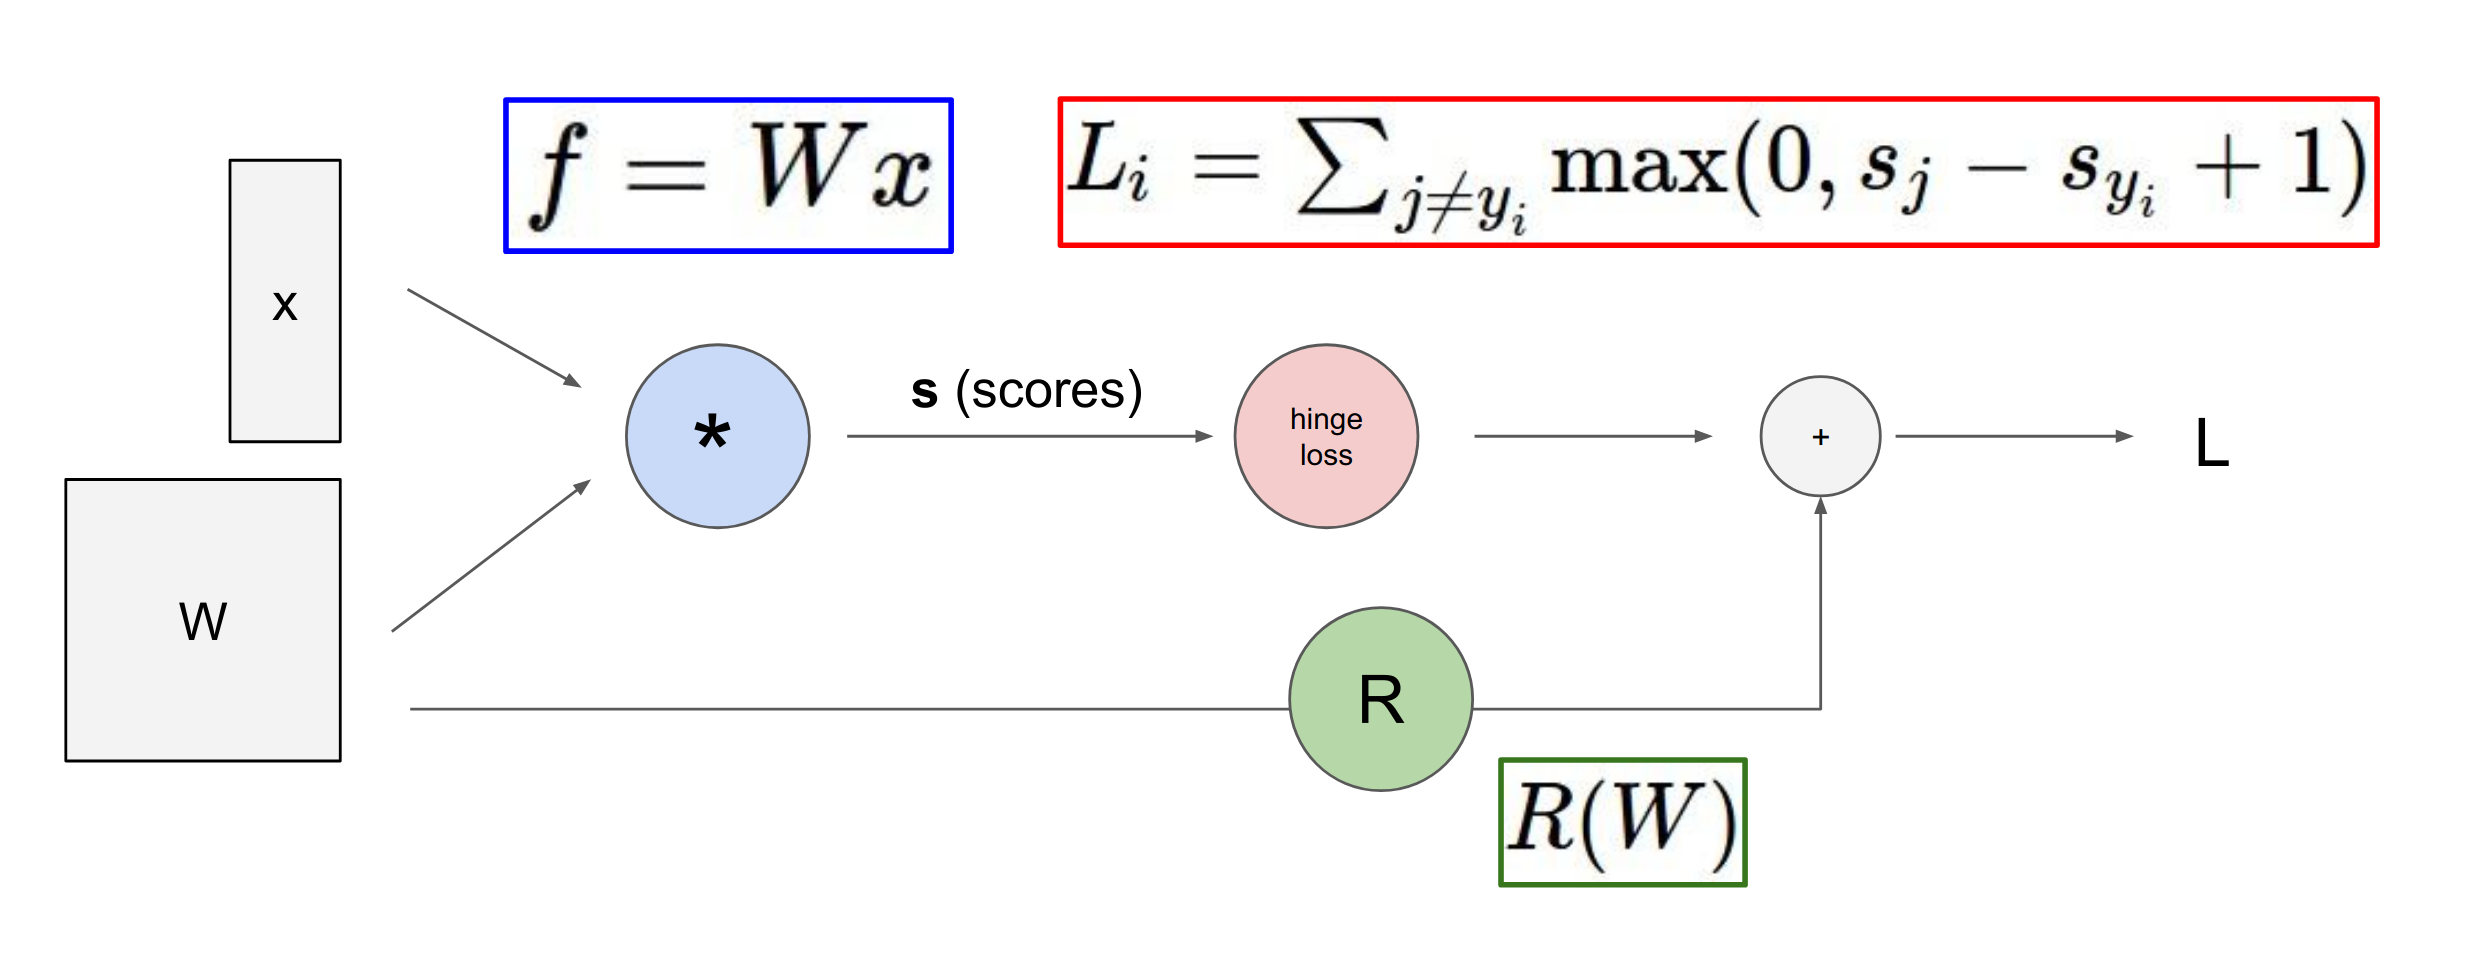 f = Wx
L_i = \sum_{j \neq y_i} \max(0, s_j - s_{y_i} + 1)
x
*
s (scores)
hinge
loss
+
L
W
R
R(W)